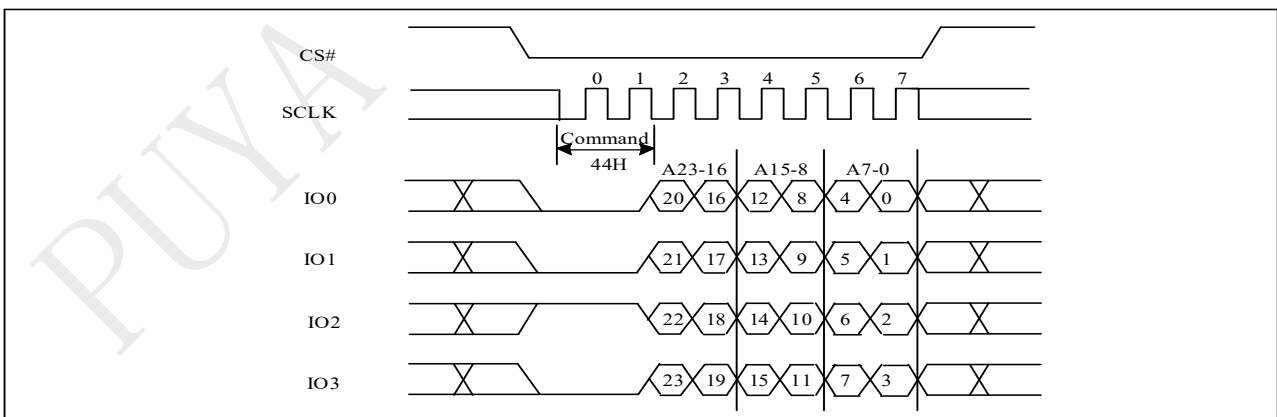 PUYA
CS#
0 1 2 3 4 5 6 7
SCLK
Command
44H
A23-16 A15-8 A7-0
IO0 20 16 12 8 4 0
IO1 21 17 13 9 5 1
IO2 22 18 14 10 6 2
IO3 23 19 15 11 7 3